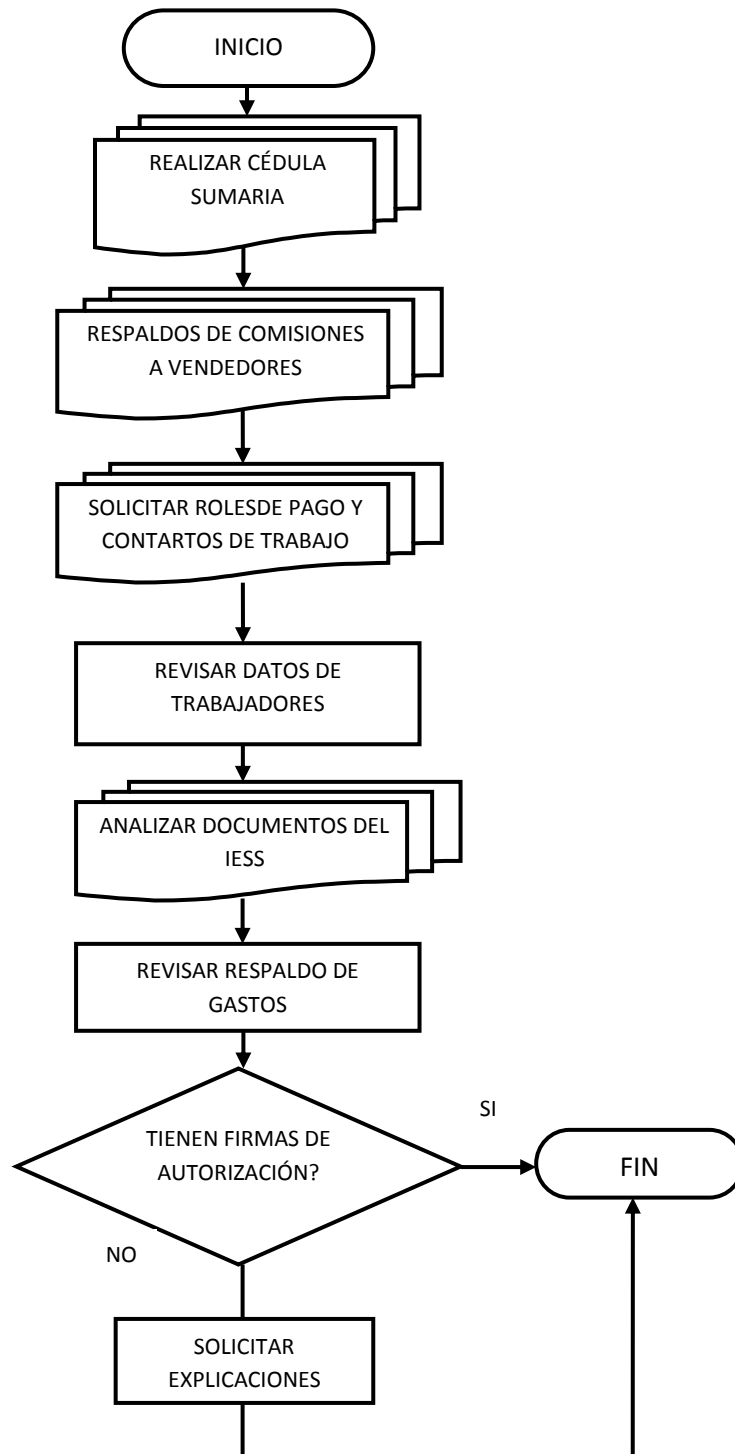 INICIO
REALIZAR CÉDULA
SUMARIA
RESPALDOS DE COMISIONES
A VENDEDORES
SOLICITAR ROLESDE PAGO Y
CONTARTOS DE TRABAJO
REVISAR DATOS DE
TRABAJADORES
ANALIZAR DOCUMENTOS DEL
IESS
REVISAR RESPALDO DE
GASTOS
TIENEN FIRMAS DE
AUTORIZACIÓN?
SI
FIN
NO
SOLICITAR
EXPLICACIONES